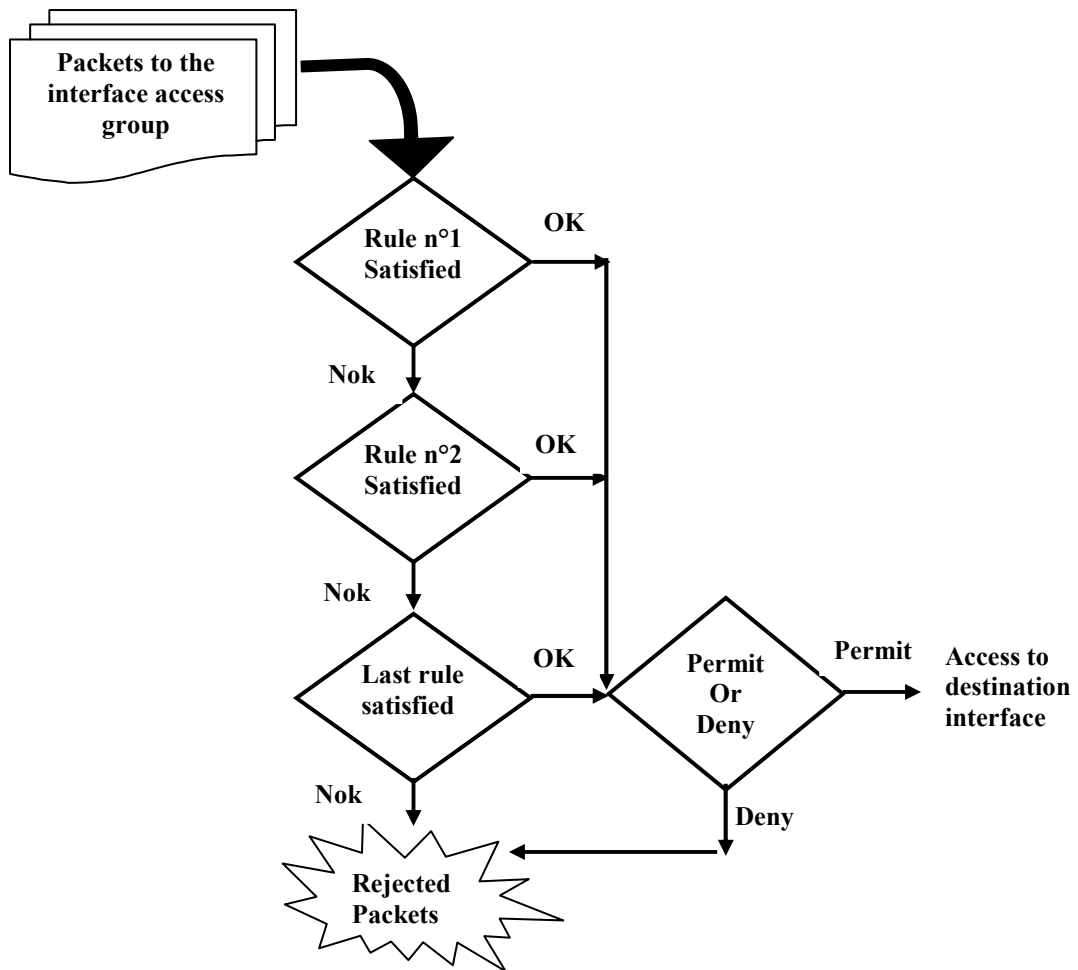 Packets to the
interface access
group
OK
Rule n°1
Satisfied
Nok
OK
Rule n°2
Satisfied
Nok
OK
Last rule
satisfied
Permit
Or
Deny
Permit
Access to
destination
interface
Nok
Deny
Rejected
Packets